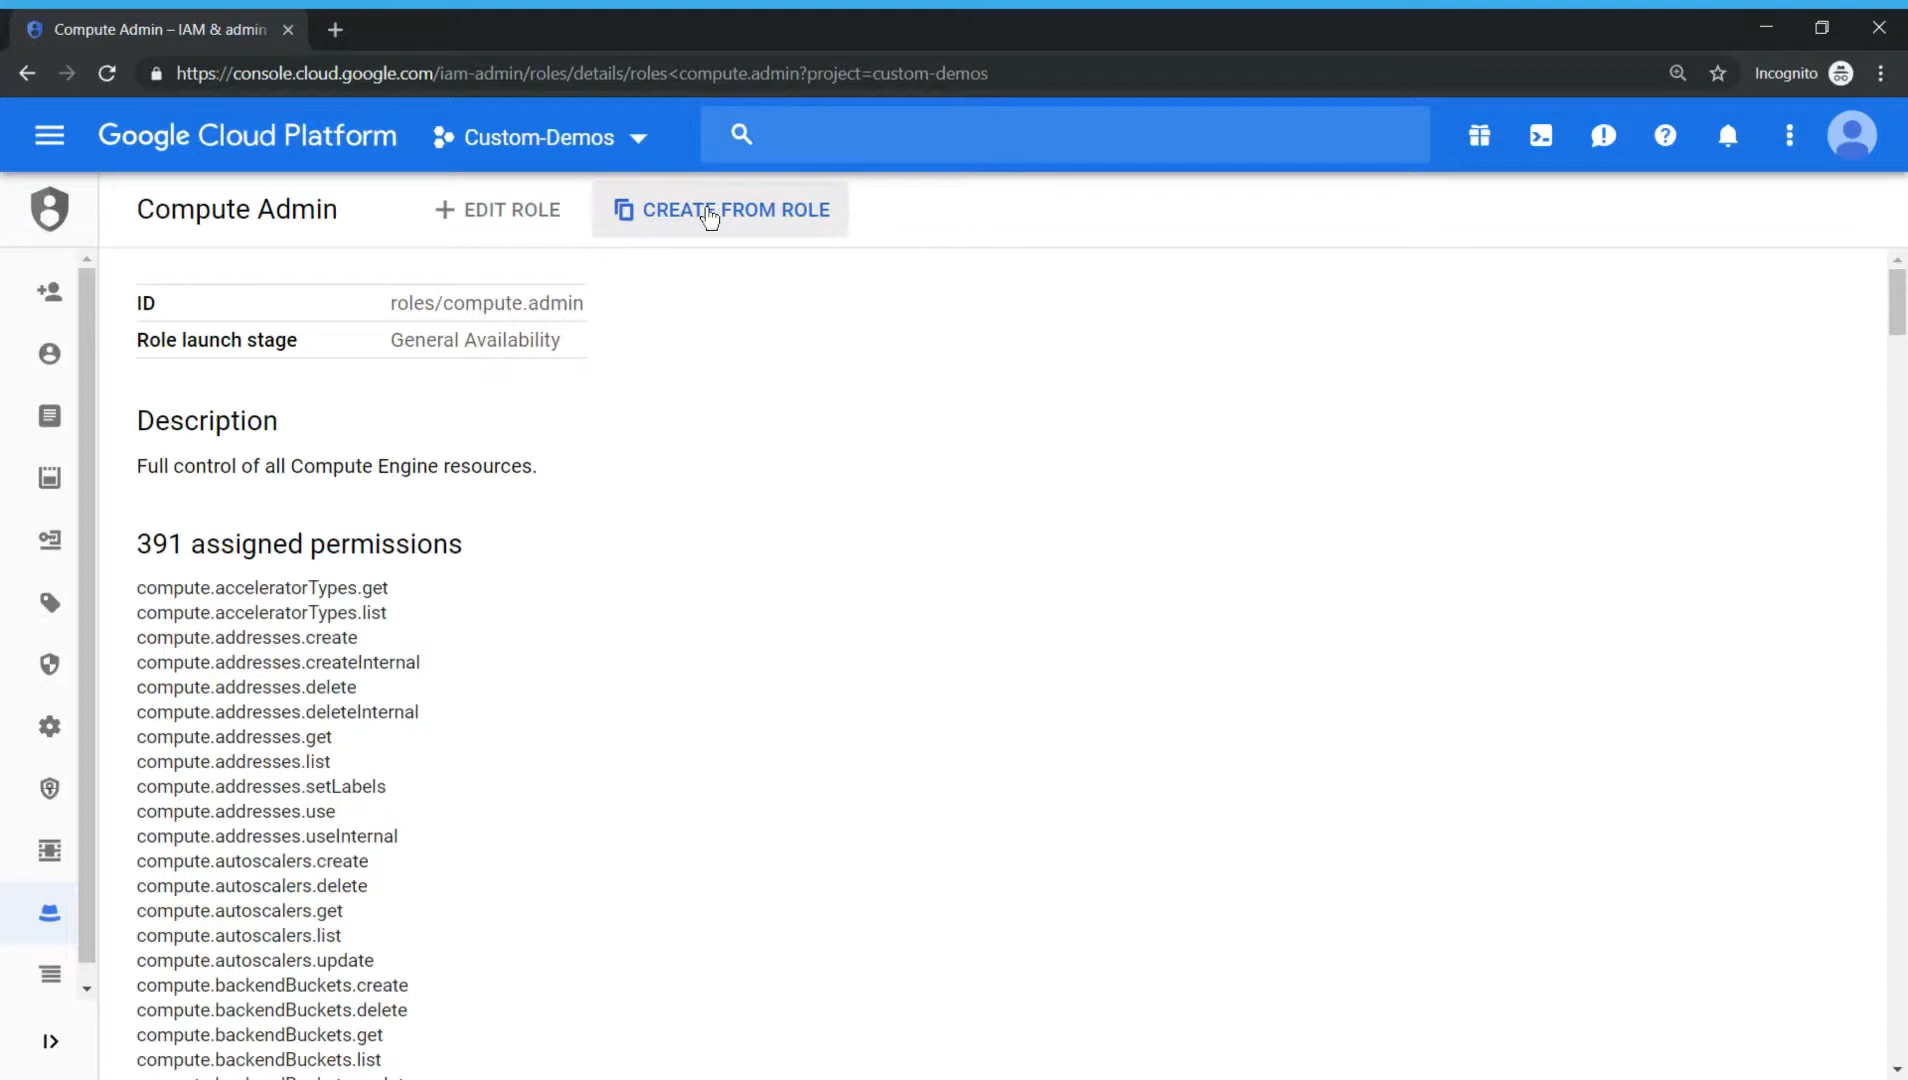 Compute Admin – IAM & admin
https://console.cloud.google.com/iam-admin/roles/details/roles<compute.admin?project=custom-demos
Incognito
Google Cloud Platform
Custom-Demos
Compute Admin
EDIT ROLE
CREATE FROM ROLE
ID
roles/compute.admin
Role launch stage
General Availability
Description
Full control of all Compute Engine resources.
391 assigned permissions
compute.acceleratorTypes.get
compute.acceleratorTypes.list
compute.addresses.create
compute.addresses.createInternal
compute.addresses.delete
compute.addresses.deleteInternal
compute.addresses.get
compute.addresses.list
compute.addresses.setLabels
compute.addresses.use
compute.addresses.useInternal
compute.autoscalers.create
compute.autoscalers.delete
compute.autoscalers.get
compute.autoscalers.list
compute.autoscalers.update
compute.backendBuckets.create
compute.backendBuckets.delete
compute.backendBuckets.get
compute.backendBuckets.list